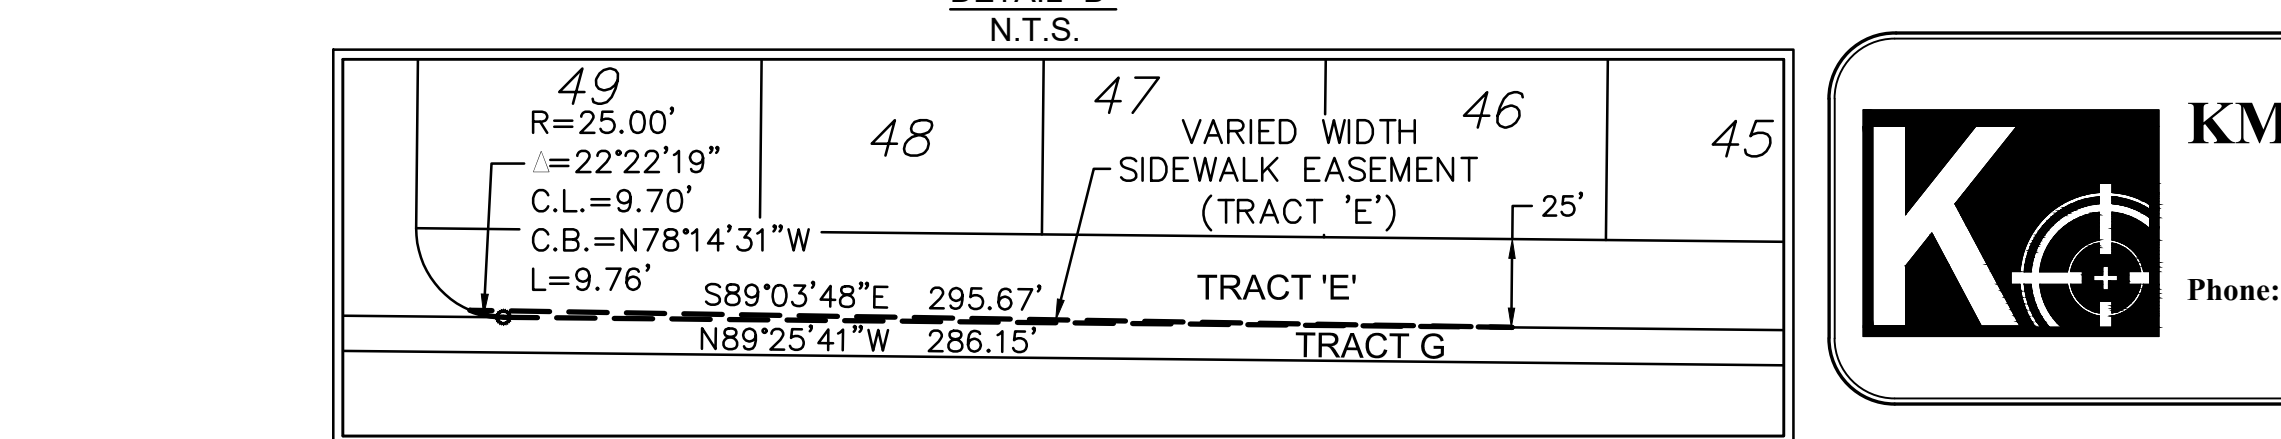 N.T.S.
49
R=25.00'
Δ=22°22'19"
C.L.=9.70'
C.B.=N78°14'31"W
L=9.76'
48
47
46
45
VARIED WIDTH
SIDEWALK EASEMENT
(TRACT 'E')
25'
S89°03'48"E 295.67'
TRACT 'E'
N89°25'41"W 286.15'
TRACT G
K
KM
Phone: